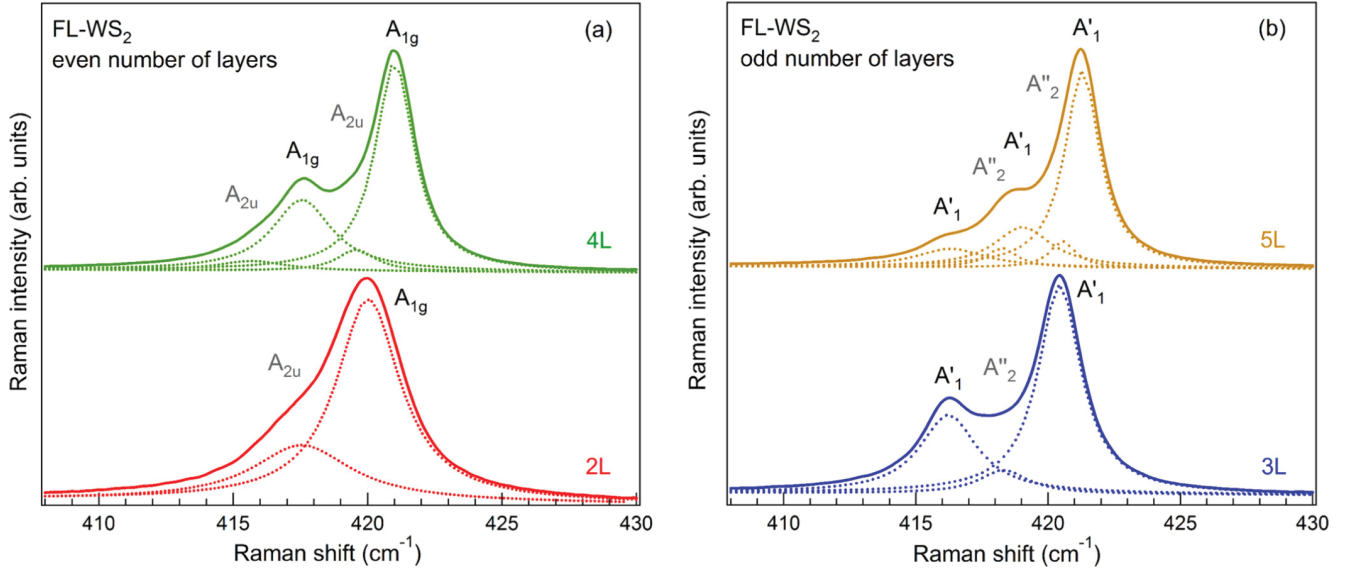 FL-WS₂
even number of layers
(a)
A₁g
A₂u
A₁g
A₂u
4L
A₁g
A₂u
2L
410
415
420
425
430
Raman shift (cm⁻¹)
Raman intensity (arb. units)
FL-WS₂
odd number of layers
(b)
A'₁
A"₂
A'₁
A"₂
A'₁
5L
A'₁
A"₂
A'₁
3L
410
415
420
425
430
Raman shift (cm⁻¹)
Raman intensity (arb. units)